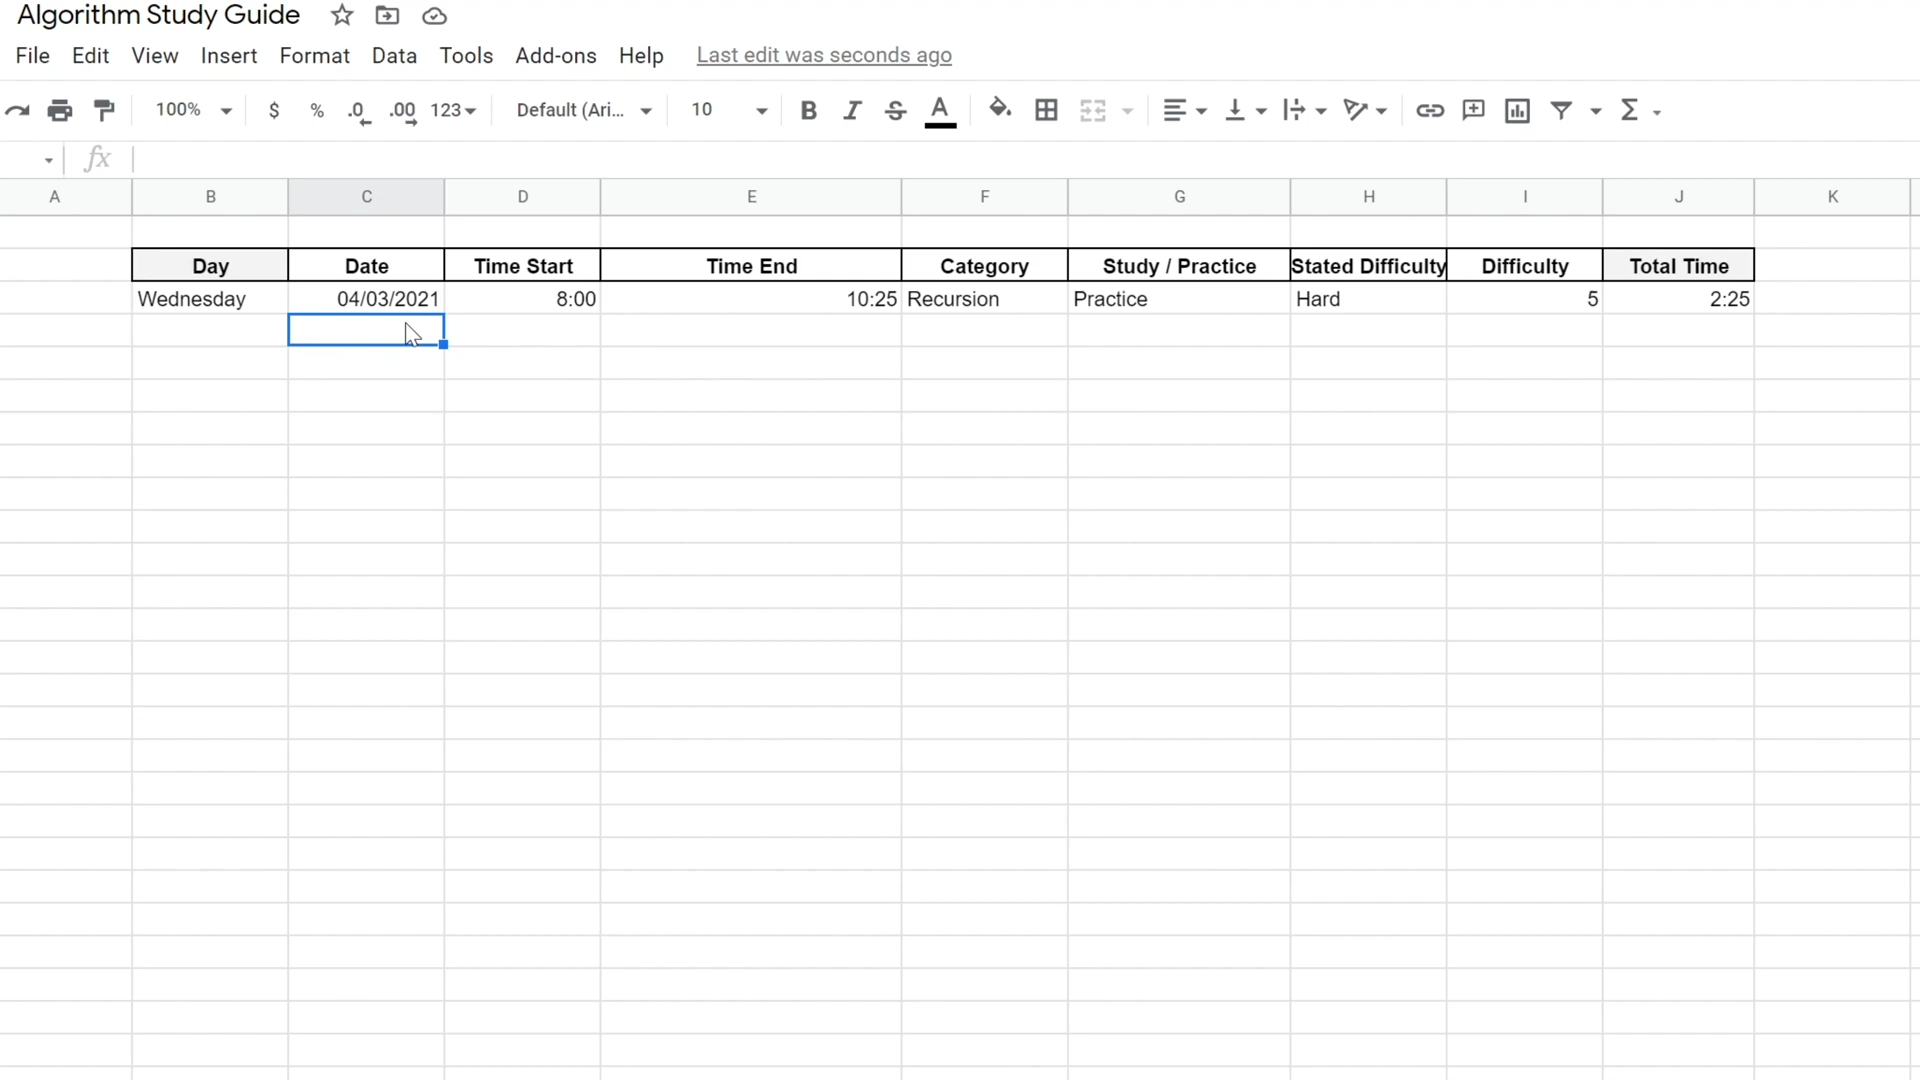 Algorithm Study Guide
File Edit View Insert Format Data Tools Add-ons Help Last edit was seconds ago
100% $ % .0 .00 123 Default (Ari... 10 B I S A Σ
fx
A B C D E F G H I J K
Day Date Time Start Time End Category Study / Practice Stated Difficulty Difficulty Total Time
Wednesday 04/03/2021 8:00 10:25 Recursion Practice Hard 5 2:25